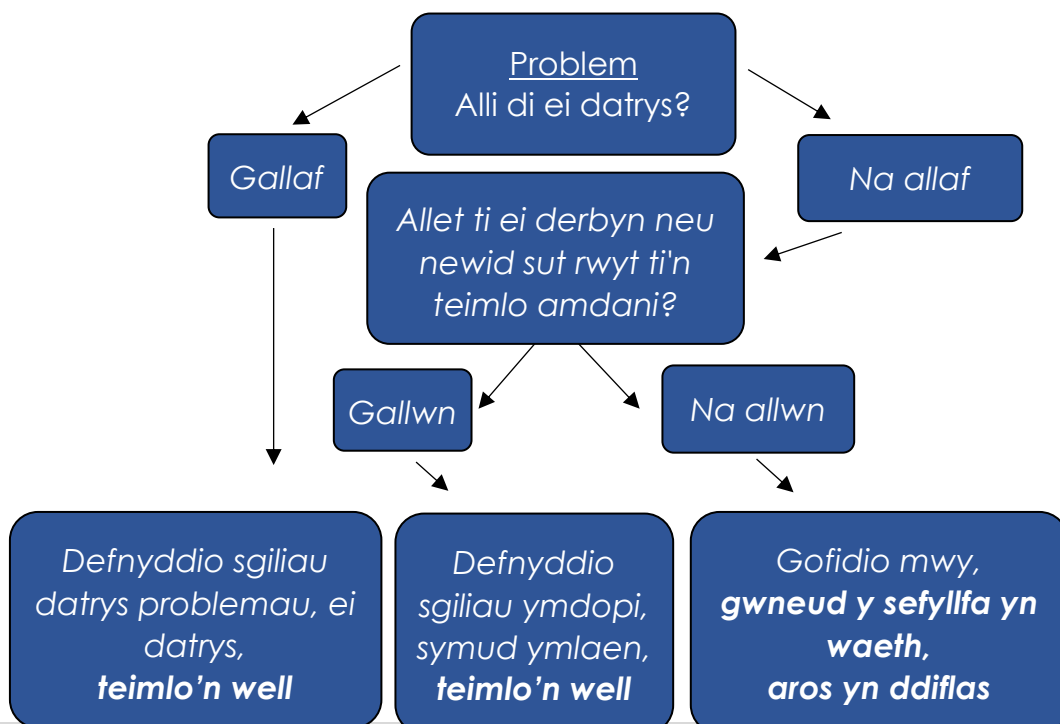 Problem
Alli di ei datrys?
Gallaf
Na allaf
Allet ti ei derbyn neu
newid sut rwyt ti'n
teimlo amdani?
Gallwn
Na allwn
Defnyddio sgiliau
datrys problemau, ei
datrys,
teimlo’n well
Defnyddio
sgiliau ymdopi,
symud ymlaen,
teimlo’n well
Gofidio mwy,
gwneud y sefyllfa yn
waeth,
aros yn ddiflas